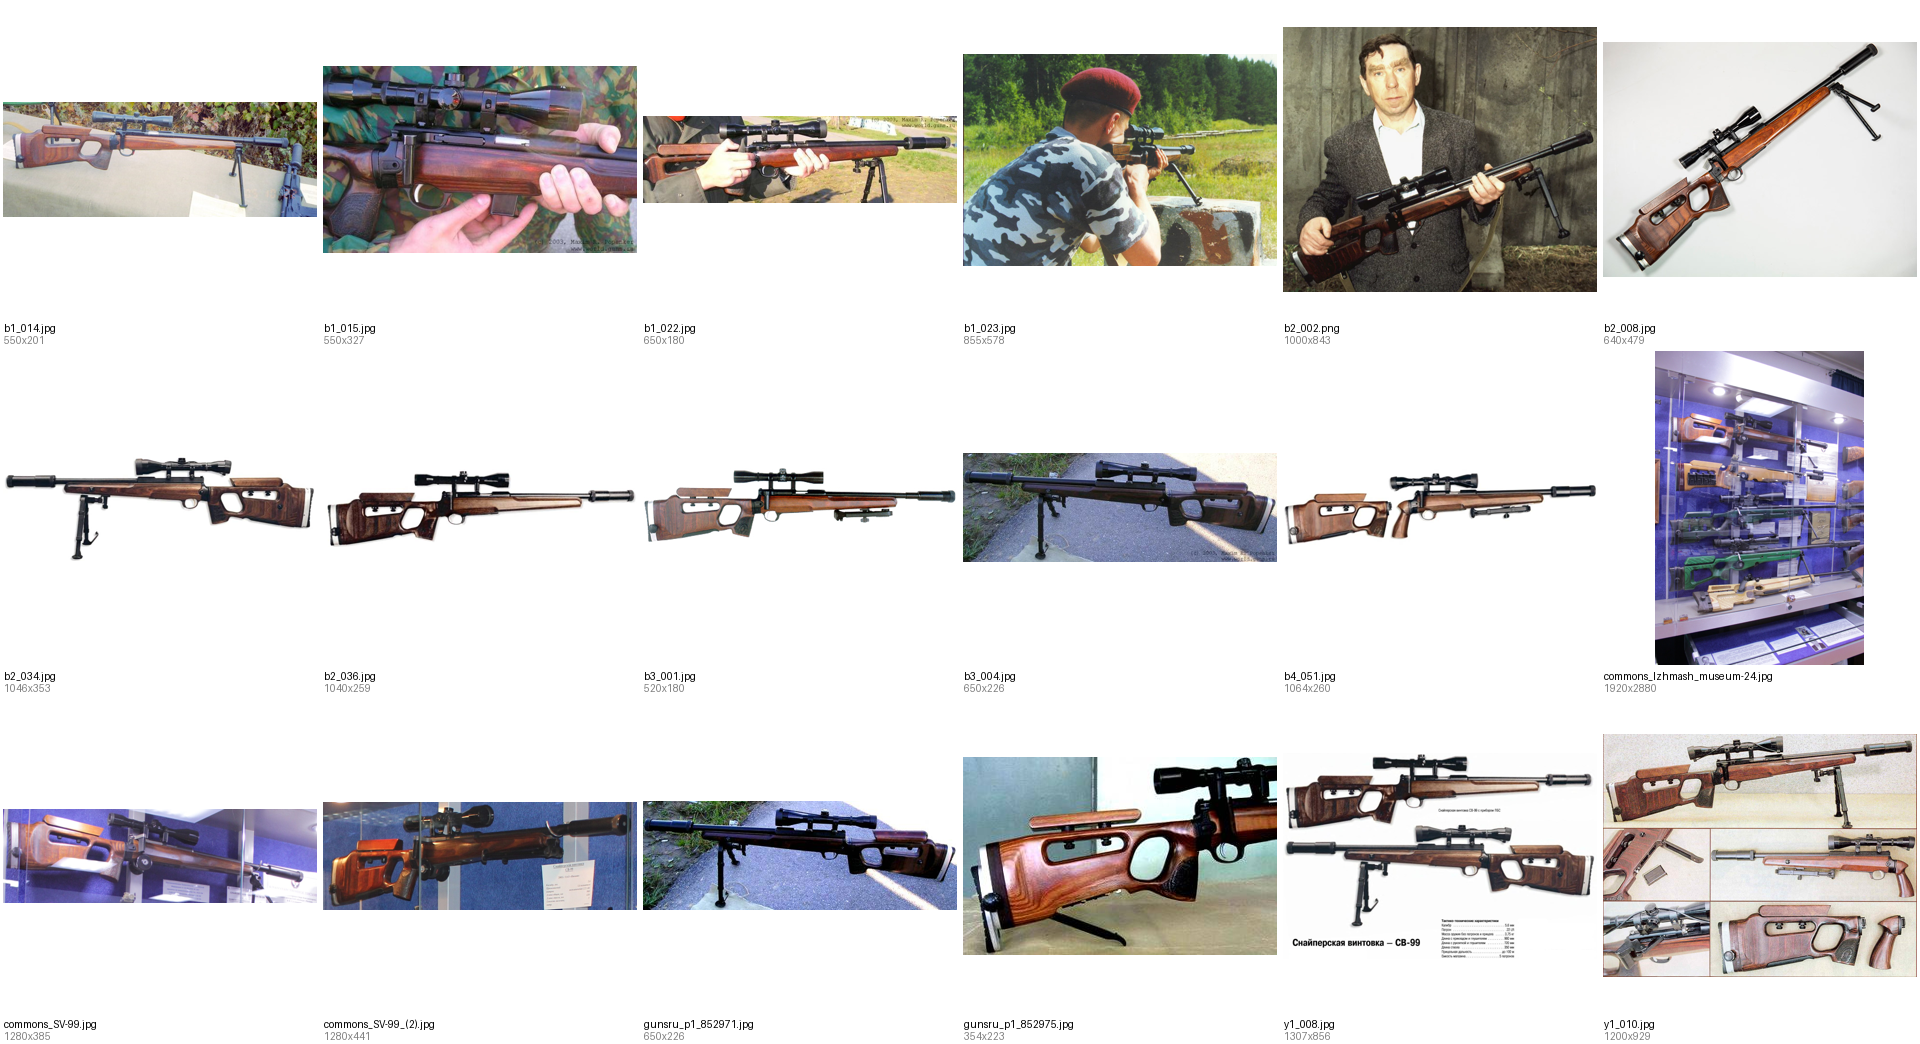 b1_014.jpg
550x201
b1_015.jpg
550x327
b1_022.jpg
650x180
b1_023.jpg
855x578
b2_002.png
1000x843
b2_008.jpg
640x479
b2_034.jpg
1046x353
b2_036.jpg
1040x259
b3_001.jpg
520x180
b3_004.jpg
650x226
b4_051.jpg
1064x260
commons_Izhmash_museum-24.jpg
1920x2880
Снайперская винтовка – СВ-99
commons_SV-99.jpg
1280x385
commons_SV-99_(2).jpg
1280x441
gunsru_p1_852971.jpg
650x226
gunsru_p1_852975.jpg
354x223
y1_008.jpg
1307x856
y1_010.jpg
1200x929